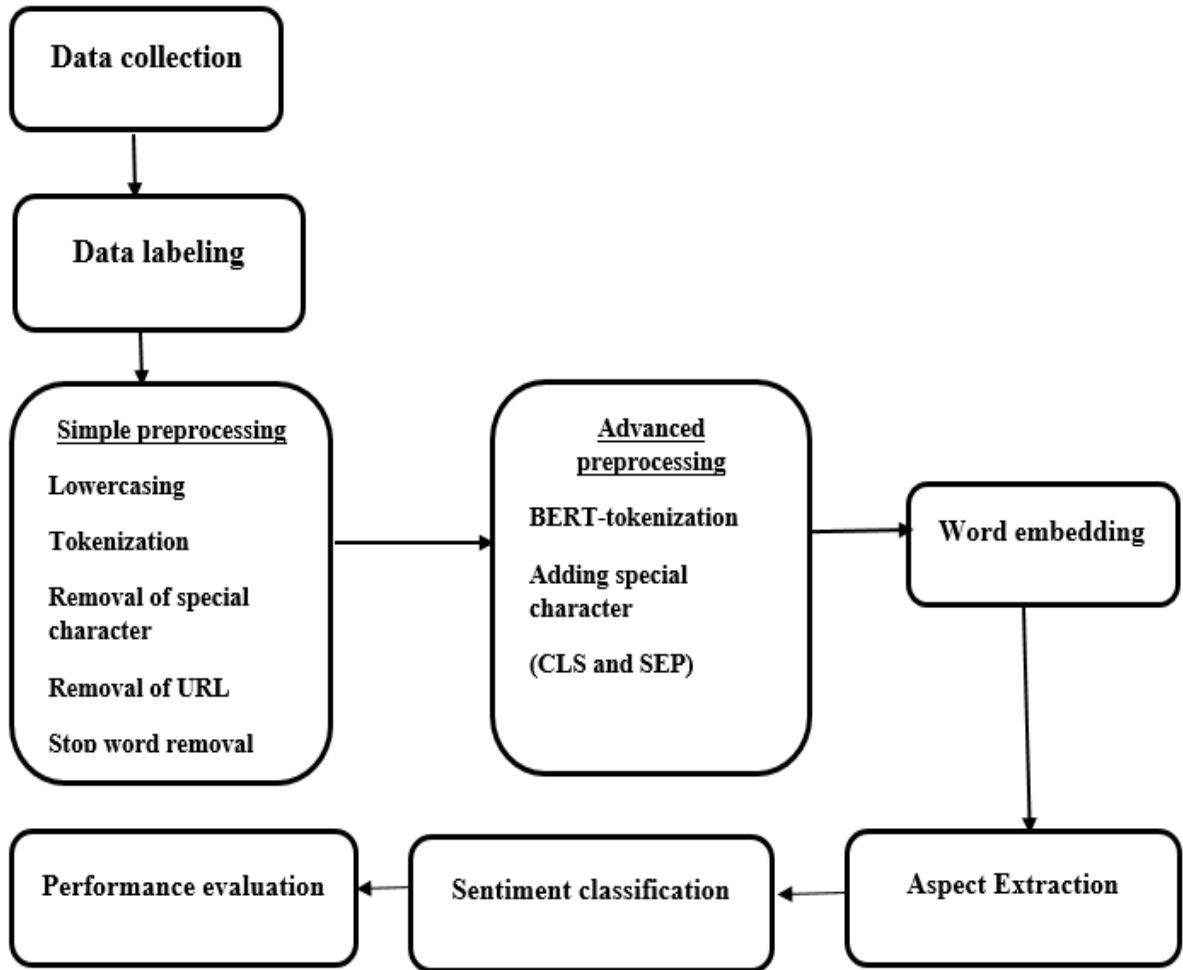 Data collection
Data labeling
Simple preprocessing
Lowercasing
Tokenization
Removal of special
character
Removal of URL
Stop word removal
Advanced
preprocessing
BERT-tokenization
Adding special
character
(CLS and SEP)
Word embedding
Aspect Extraction
Sentiment classification
Performance evaluation